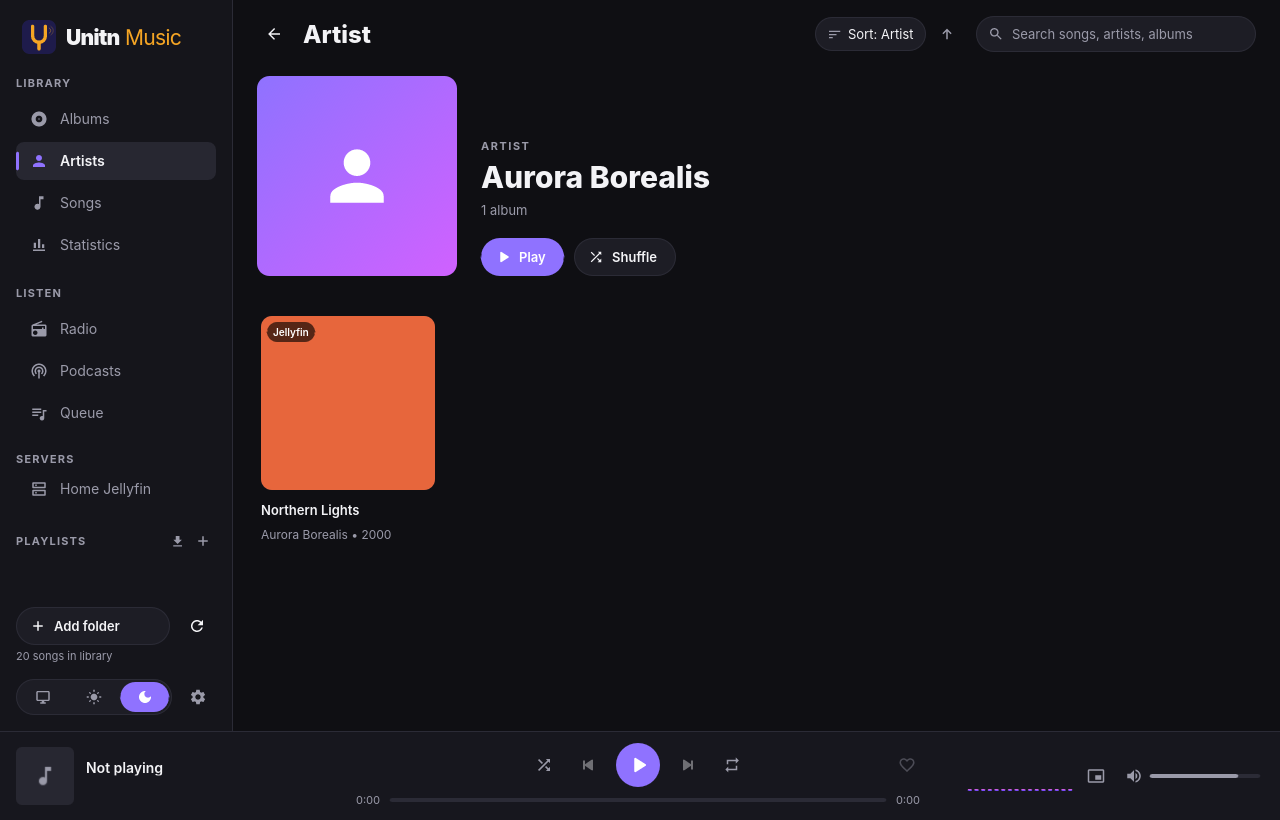 Unitn Music
LIBRARY
Albums
Artists
Songs
Statistics
LISTEN
Radio
Podcasts
Queue
SERVERS
Home Jellyfin
PLAYLISTS
Add folder
20 songs in library
Artist
Sort: Artist
Search songs, artists, albums
ARTIST
Aurora Borealis
1 album
Play
Shuffle
Jellyfin
Northern Lights
Aurora Borealis • 2000
Not playing
0:00
0:00